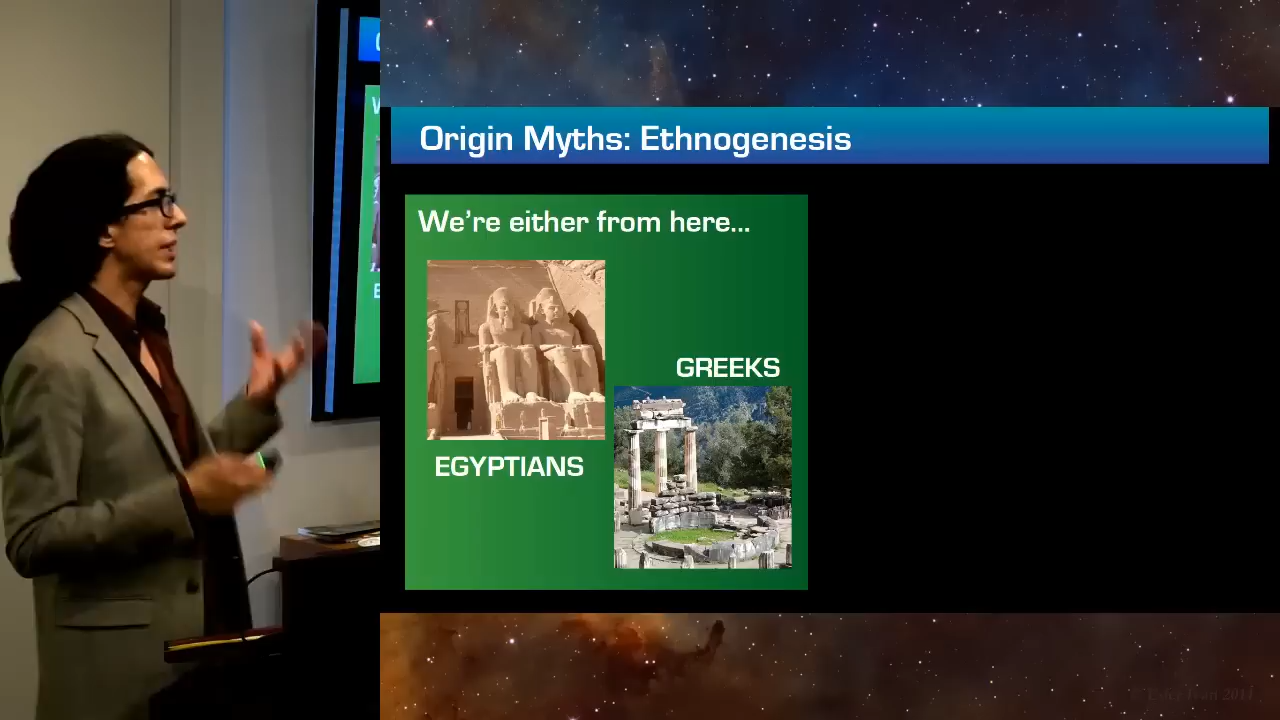 Origin Myths: Ethnogenesis
We're either from here...
GREEKS
EGYPTIANS